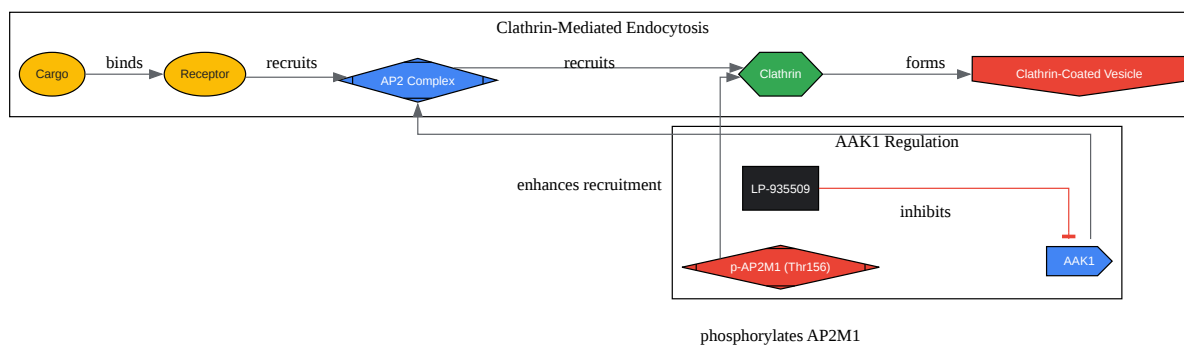 Clathrin-Mediated Endocytosis
Cargo
binds
Receptor
recruits
AP2 Complex
recruits
Clathrin
forms
Clathrin-Coated Vesicle
AAK1 Regulation
enhances recruitment
LP-935509
inhibits
p-AP2M1 (Thr156)
AAK1
phosphorylates AP2M1